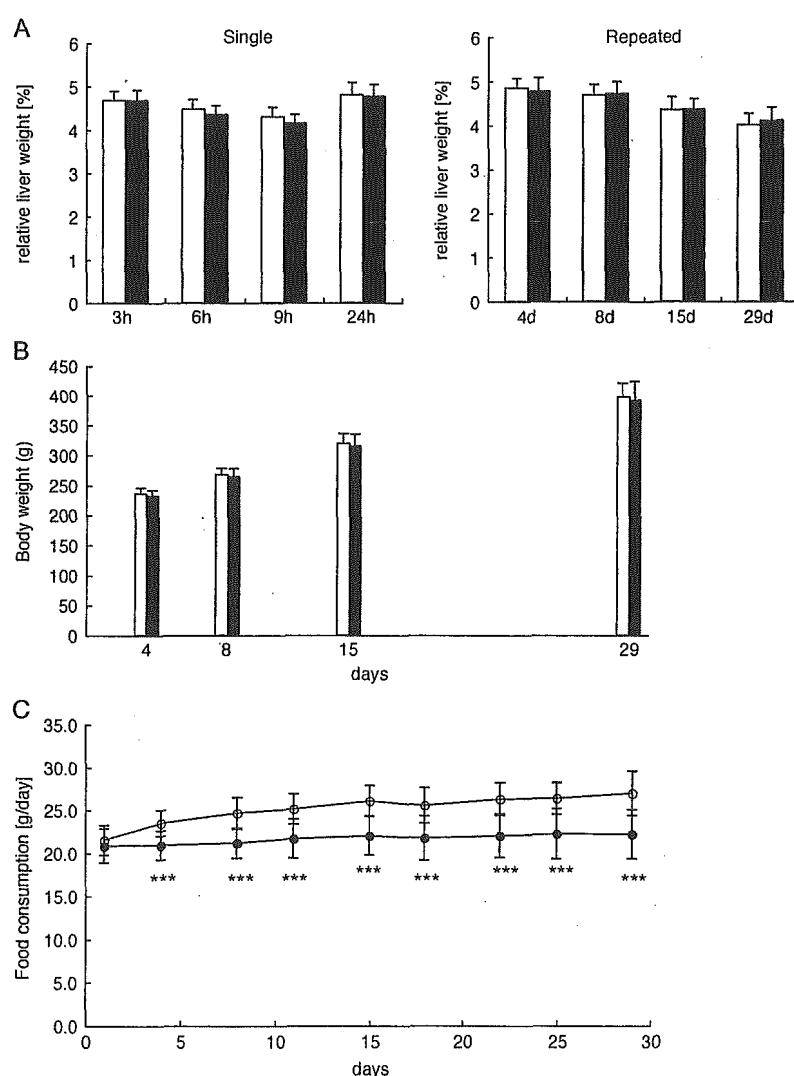 A
Single
Repeated
relative liver weight [%]
6
5
4
3
2
1
0
3h 6h 9h 24h
relative liver weight [%]
6
5
4
3
2
1
0
4d 8d 15d 29d
B
Body weight (g)
450
400
350
300
250
200
150
100
50
0
4 8 15 29
days
C
Food consumption [g/day]
35.0
30.0
25.0
20.0
15.0
10.0
5.0
0.0
*** *** *** *** *** *** *** ***
0 5 10 15 20 25 30
days